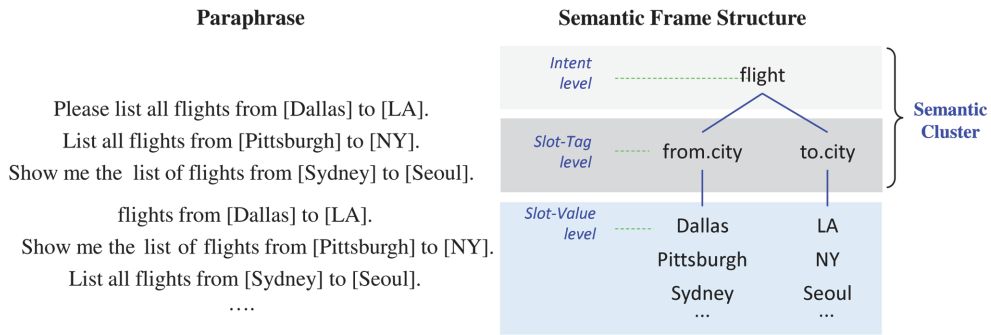 Paraphrase
Please list all flights from [Dallas] to [LA].
List all flights from [Pittsburgh] to [NY].
Show me the list of flights from [Sydney] to [Seoul].
flights from [Dallas] to [LA].
Show me the list of flights from [Pittsburgh] to [NY].
List all flights from [Sydney] to [Seoul].
....
Semantic Frame Structure
Intent
level
flight
Slot-Tag
level
from.city
to.city
Slot-Value
level
Dallas
LA
Pittsburgh
NY
Sydney
Seoul
...
...
Semantic
Cluster